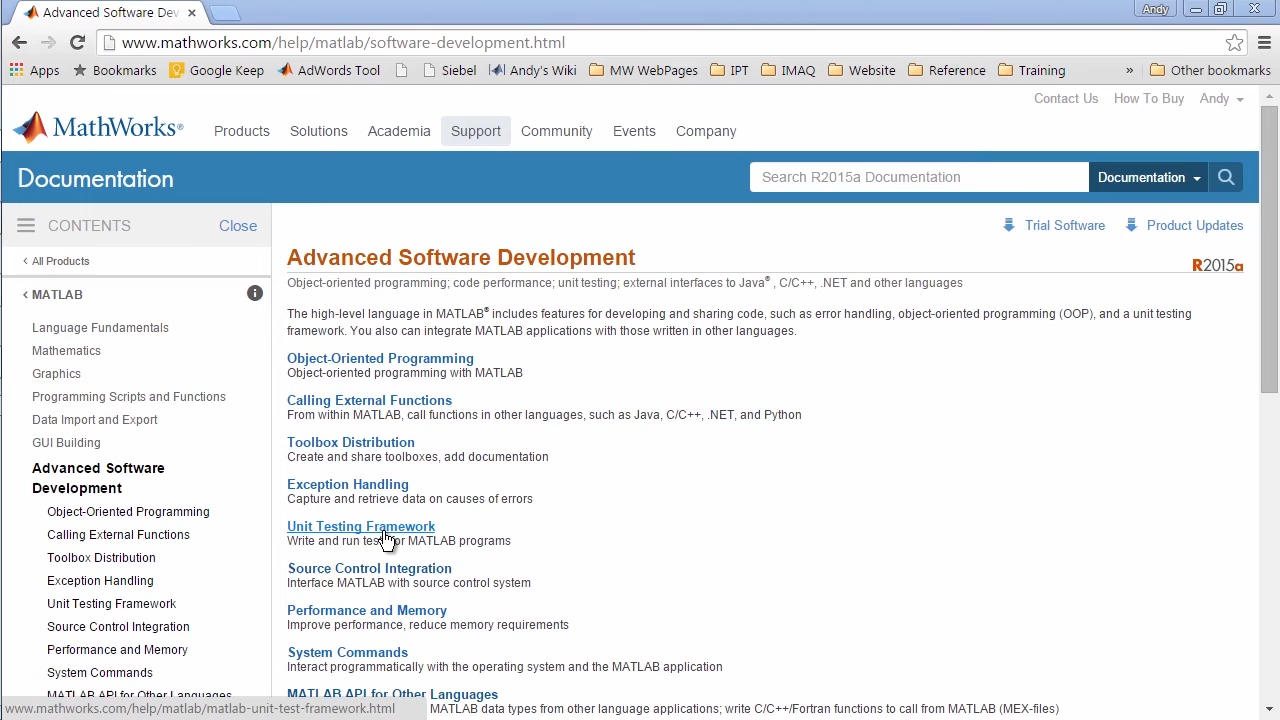 Advanced Software Dev
Andy
www.mathworks.com/help/matlab/software-development.html
Apps Bookmarks Google Keep AdWords Tool Siebel Andy's Wiki MW WebPages IPT IMAQ Website Reference Training » Other bookmarks
Contact Us How To Buy Andy
MathWorks® Products Solutions Academia Support Community Events Company
Documentation Search R2015a Documentation Documentation
CONTENTS Close
Trial Software Product Updates
‹ All Products
‹ MATLAB
Language Fundamentals
Mathematics
Graphics
Programming Scripts and Functions
Data Import and Export
GUI Building
Advanced Software
Development
Object-Oriented Programming
Calling External Functions
Toolbox Distribution
Exception Handling
Unit Testing Framework
Source Control Integration
Performance and Memory
System Commands
MATLAB API for Other Languages
Advanced Software Development
R2015a
Object-oriented programming; code performance; unit testing; external interfaces to Java® , C/C++, .NET and other languages
The high-level language in MATLAB® includes features for developing and sharing code, such as error handling, object-oriented programming (OOP), and a unit testing
framework. You also can integrate MATLAB applications with those written in other languages.
Object-Oriented Programming
Object-oriented programming with MATLAB
Calling External Functions
From within MATLAB, call functions in other languages, such as Java, C/C++, .NET, and Python
Toolbox Distribution
Create and share toolboxes, add documentation
Exception Handling
Capture and retrieve data on causes of errors
Unit Testing Framework
Write and run tests for MATLAB programs
Source Control Integration
Interface MATLAB with source control system
Performance and Memory
Improve performance, reduce memory requirements
System Commands
Interact programmatically with the operating system and the MATLAB application
MATLAB API for Other Languages
MATLAB data types from other language applications; write C/C++/Fortran functions to call from MATLAB (MEX-files)
www.mathworks.com/help/matlab/matlab-unit-test-framework.html